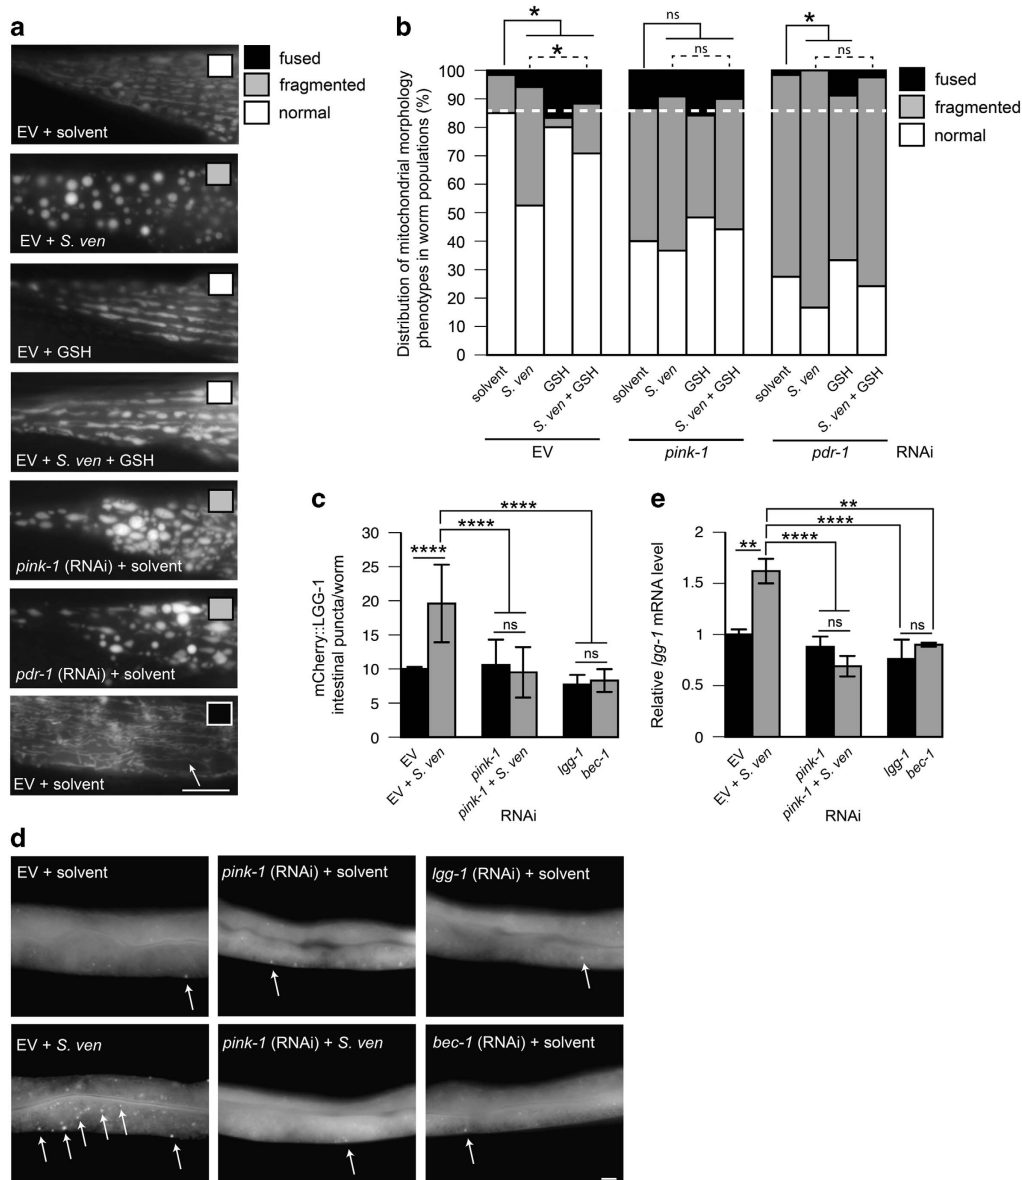 a
fused
fragmented
normal
EV + solvent
EV + S. ven
EV + GSH
EV + S. ven + GSH
pink-1 (RNAi) + solvent
pdr-1 (RNAi) + solvent
EV + solvent
b
* ns *
* ns ns
Distribution of mitochondrial morphology
phenotypes in worm populations (%)
100
90
80
70
60
50
40
30
20
10
0
fused
fragmented
normal
solvent S. ven GSH S. ven + GSH solvent S. ven GSH S. ven + GSH solvent S. ven GSH S. ven + GSH
EV pink-1 pdr-1 RNAi
c
mCherry::LGG-1
intestinal puncta/worm
30
25
20
15
10
5
0
****
****
****
ns
ns
EV EV + S. ven pink-1 pink-1 + S. ven lgg-1 bec-1
RNAi
e
Relative lgg-1 mRNA level
2
1.5
1
0.5
0
**
****
****
**
ns
ns
EV EV + S. ven pink-1 pink-1 + S. ven lgg-1 bec-1
RNAi
d
EV + solvent
pink-1 (RNAi) + solvent
lgg-1 (RNAi) + solvent
EV + S. ven
pink-1 (RNAi) + S. ven
bec-1 (RNAi) + solvent